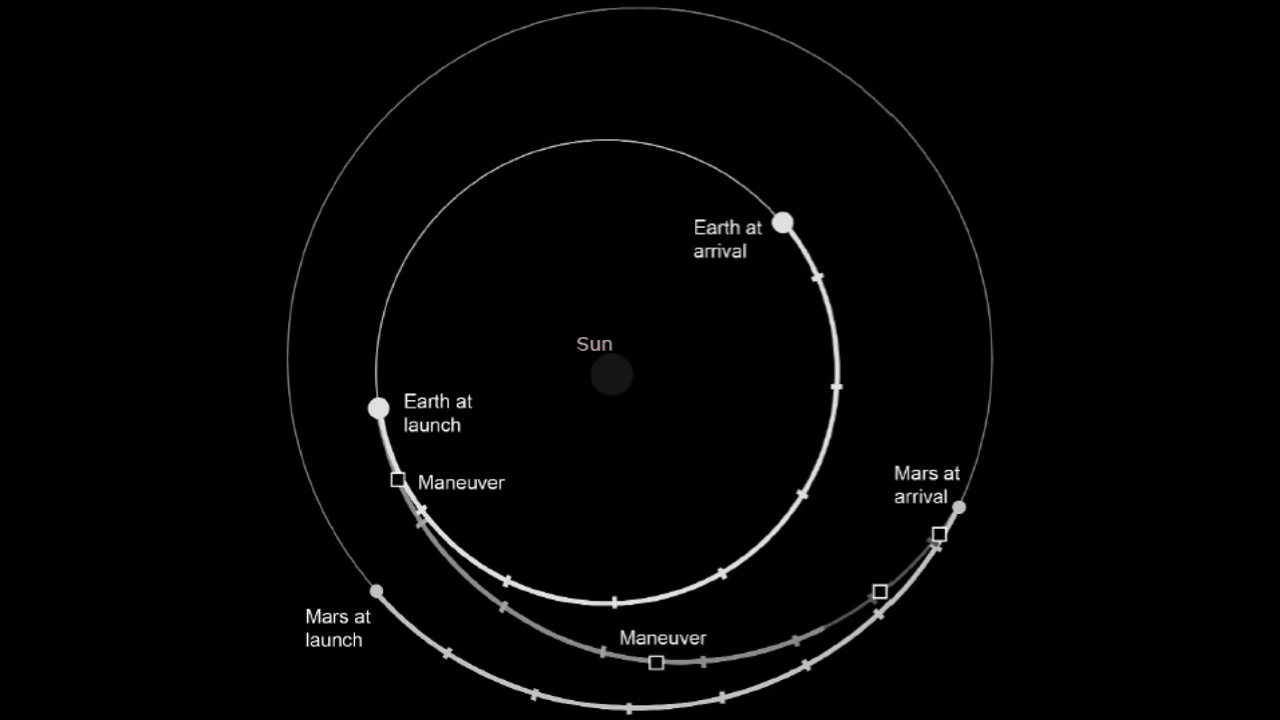 Earth at
arrival
Sun
Earth at
launch
Maneuver
Mars at
arrival
Mars at
launch
Maneuver